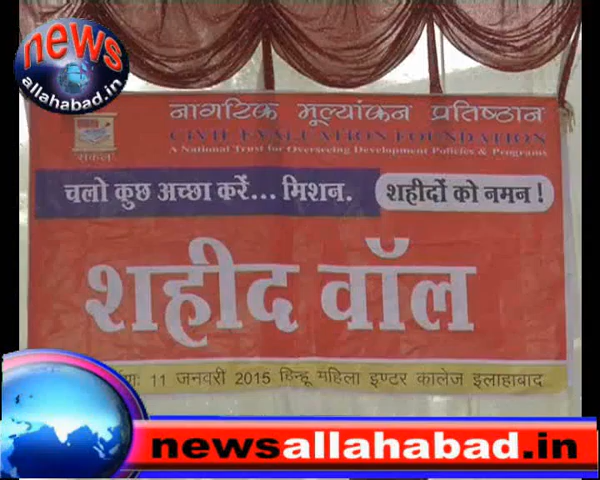 news
allahabad.in
नागरिक मूल्यांकन प्रतिष्ठान
CIVIL EVALUATION FOUNDATION
A National Trust for Overseeing Development Policies & Programs
संकल्प
चलो कुछ अच्छा करें... मिशन.
शहीदों को नमन !
शहीद वॉल
11 जनवरी 2015 हिन्दू महिला इण्टर कालेज इलाहाबाद
newsallahabad.in